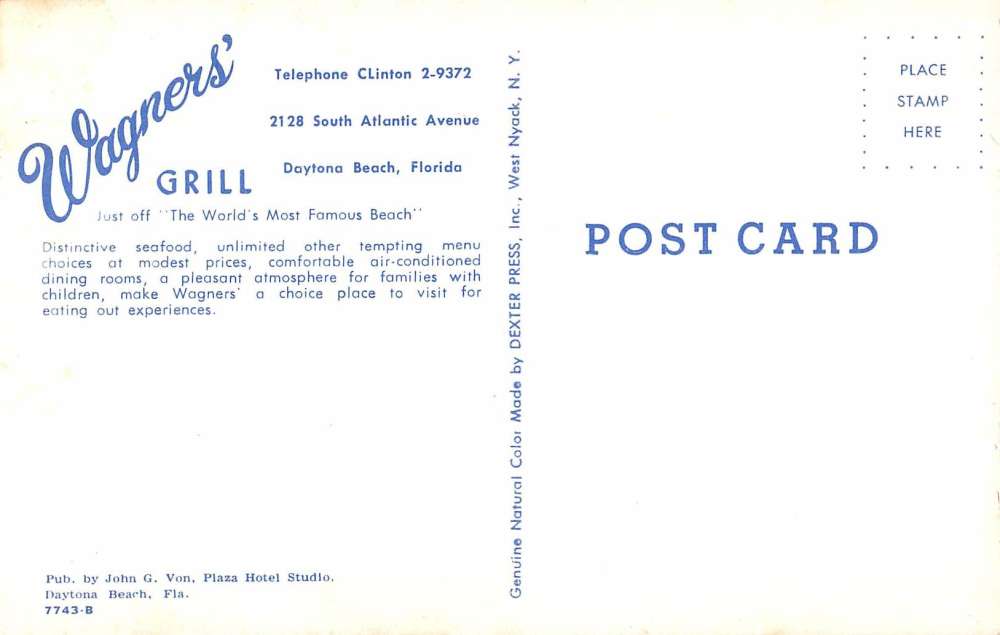 Wagners'
GRILL
Telephone CLinton 2-9372
2128 South Atlantic Avenue
Daytona Beach, Florida
Just off "The World's Most Famous Beach"
Distinctive seafood, unlimited other tempting menu
choices at modest prices, comfortable air-conditioned
dining rooms, a pleasant atmosphere for families with
children, make Wagners' a choice place to visit for
eating out experiences.
Pub. by John G. Von, Plaza Hotel Studio.
Daytona Beach, Fla.
7743-B
Genuine Natural Color Made by DEXTER PRESS, Inc., West Nyack, N. Y.
PLACE
STAMP
HERE
POST CARD